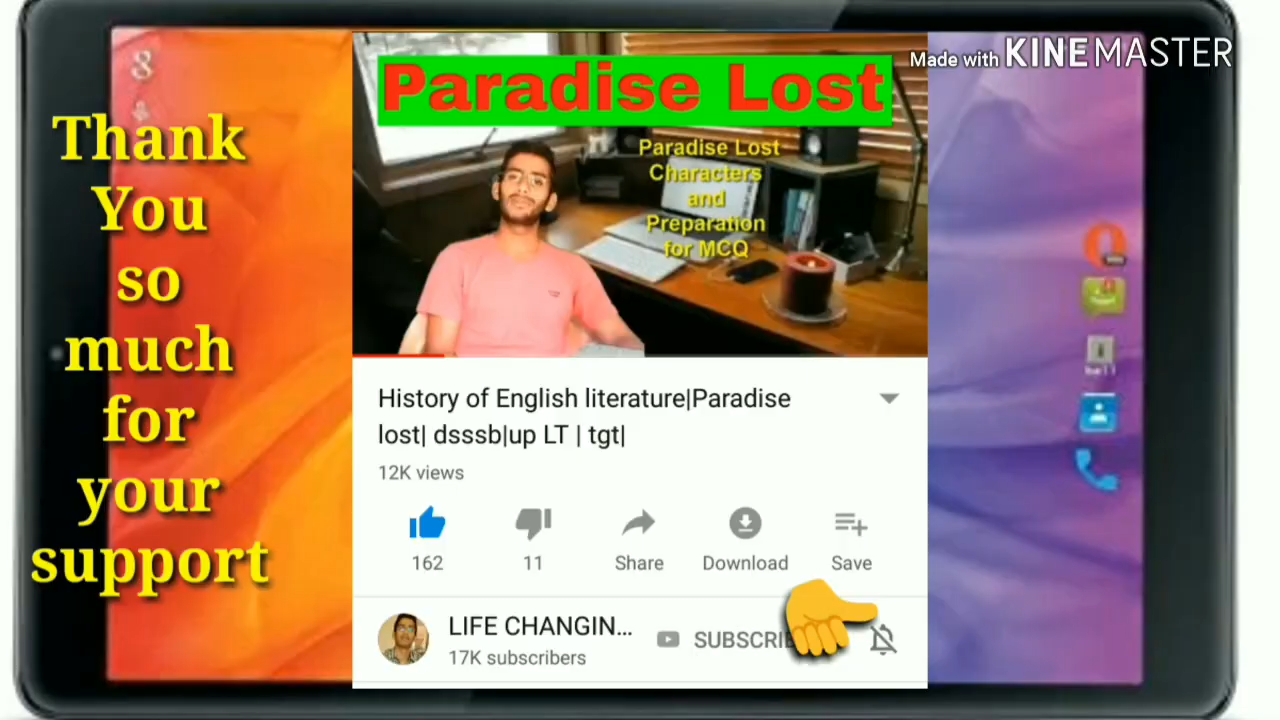 Made with KINEMASTER
Thank
You
so
much
for
your
support
Paradise Lost
Paradise Lost
Characters
and
Preparation
for MCQ
History of English literature|Paradise
lost| dsssb|up LT | tgt|
12K views
162
11
Share
Download
Save
LIFE CHANGIN...
17K subscribers
8